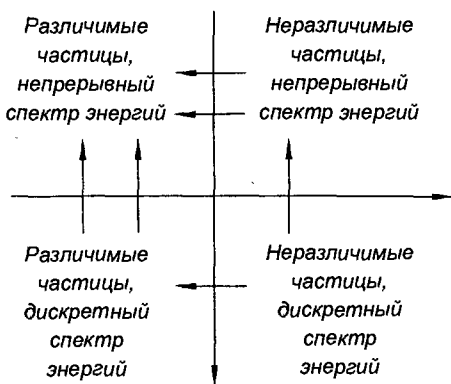 Различимые
частицы,
непрерывный
спектр энергий
Неразличимые
частицы,
непрерывный
спектр энергий
Различимые
частицы,
дискретный
спектр
энергий
Неразличимые
частицы,
дискретный
спектр
энергий